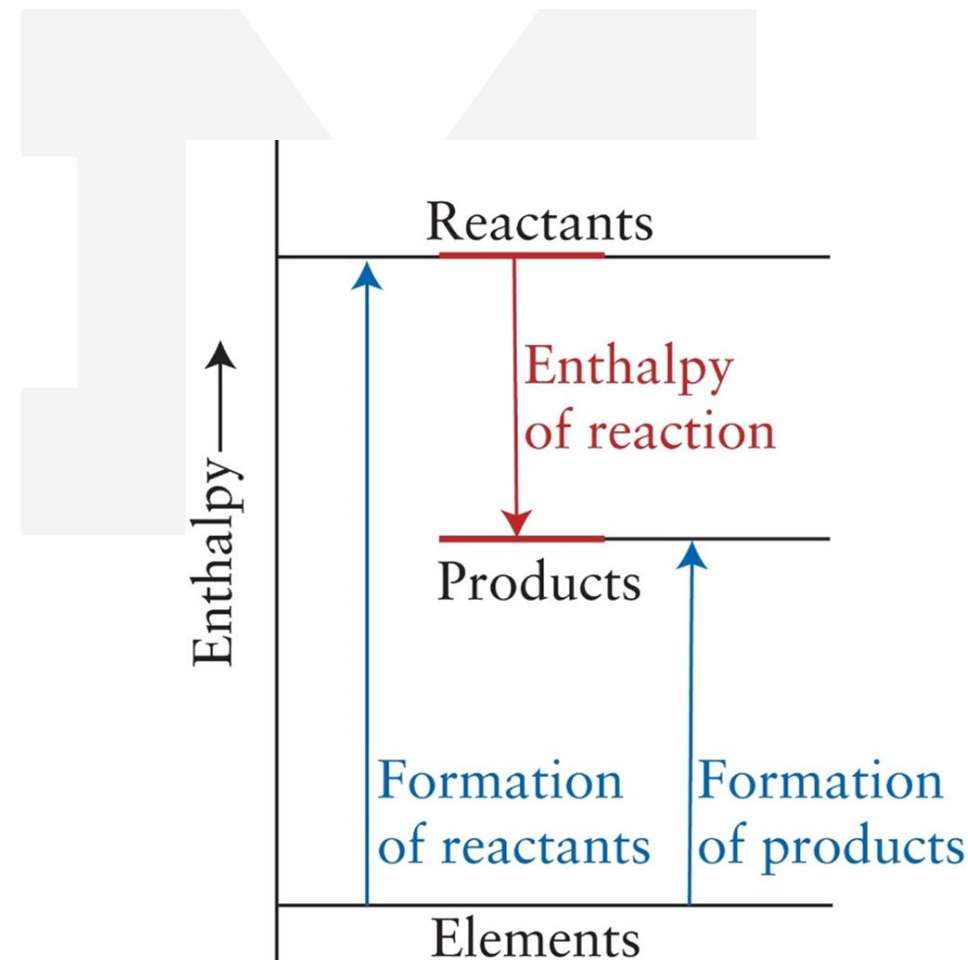 Reactants
Enthalpy
of reaction
Enthalpy
Products
Formation
of reactants
Formation
of products
Elements